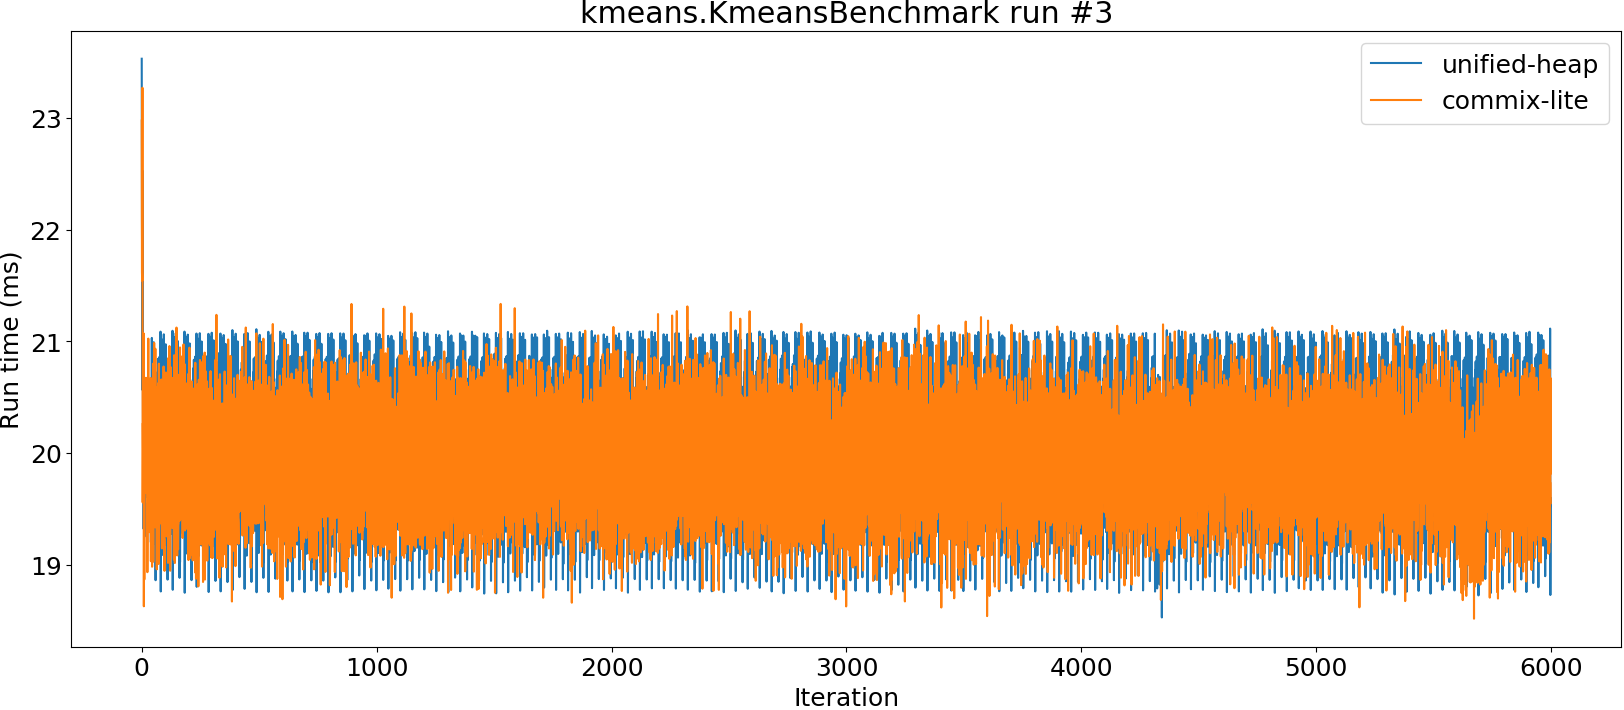 kmeans.KmeansBenchmark run #3
unified-heap
commix-lite
Run time (ms)
23
22
21
20
19
0 1000 2000 3000 4000 5000 6000
Iteration